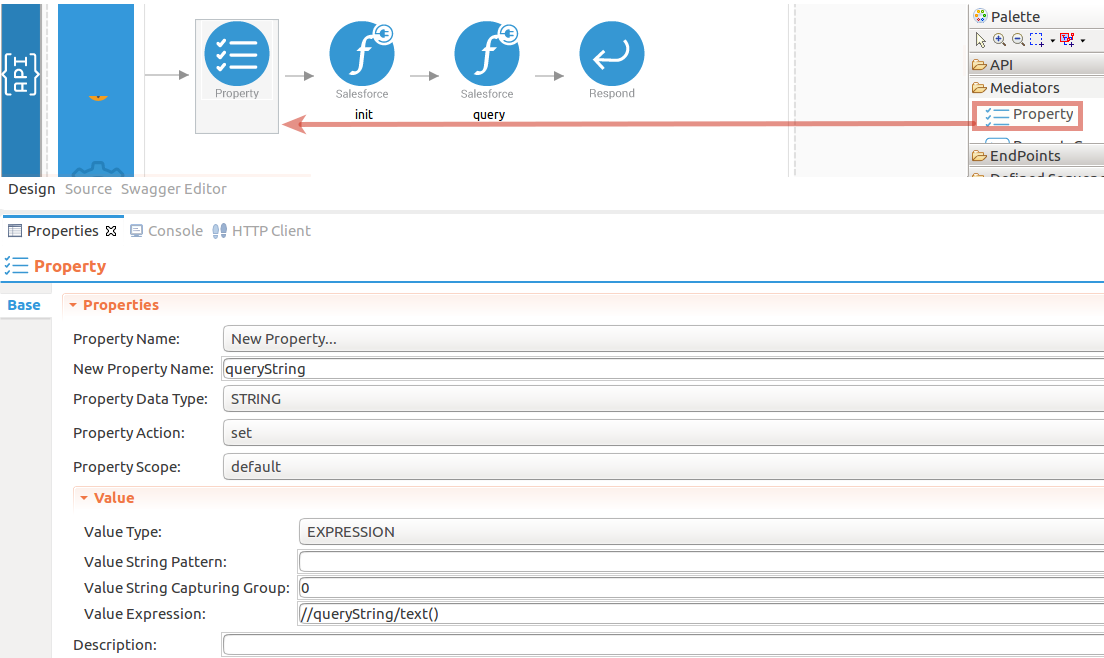 {API}
Property
Salesforce
init
Salesforce
query
Respond
Palette
API
Mediators
Property
EndPoints
Design Source Swagger Editor
Properties Console HTTP Client
Property
Base
Properties
Property Name: New Property...
New Property Name: queryString
Property Data Type: STRING
Property Action: set
Property Scope: default
Value
Value Type: EXPRESSION
Value String Pattern:
Value String Capturing Group: 0
Value Expression: //queryString/text()
Description: